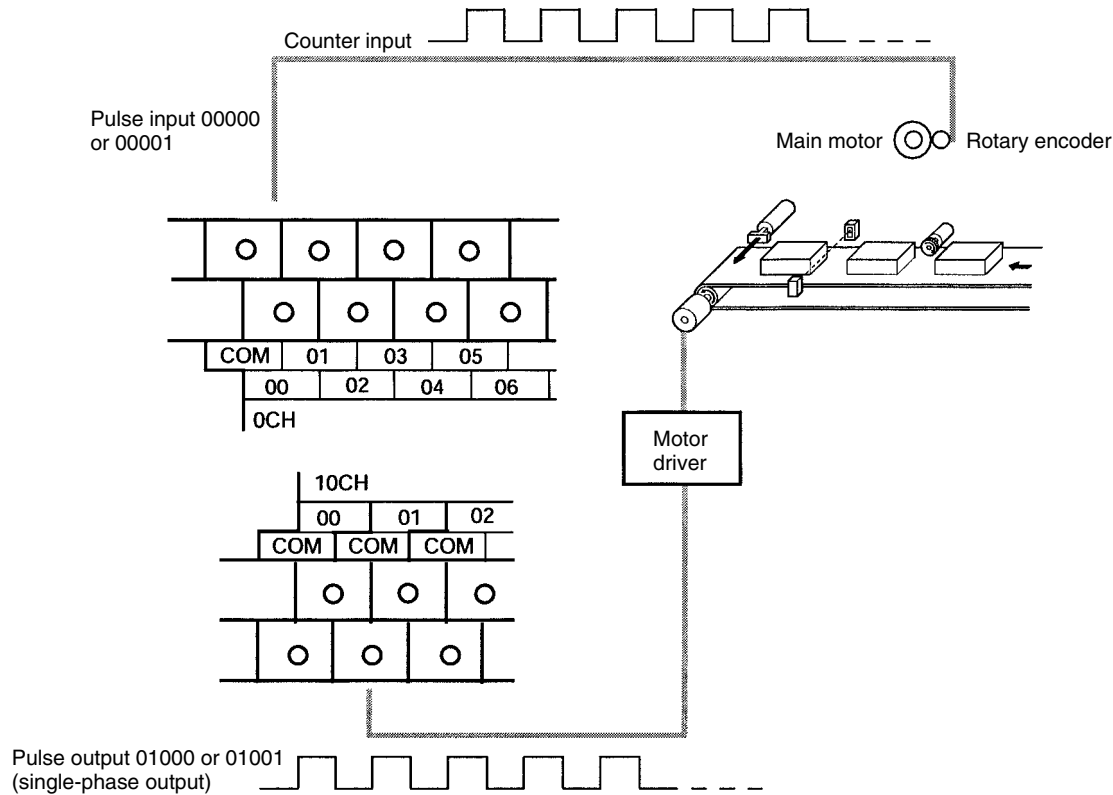 Counter input
Pulse input 00000
or 00001
Main motor
Rotary encoder
COM 01 03 05
00 02 04 06
0CH
Motor
driver
10CH
00 01 02
COM COM COM
Pulse output 01000 or 01001
(single-phase output)